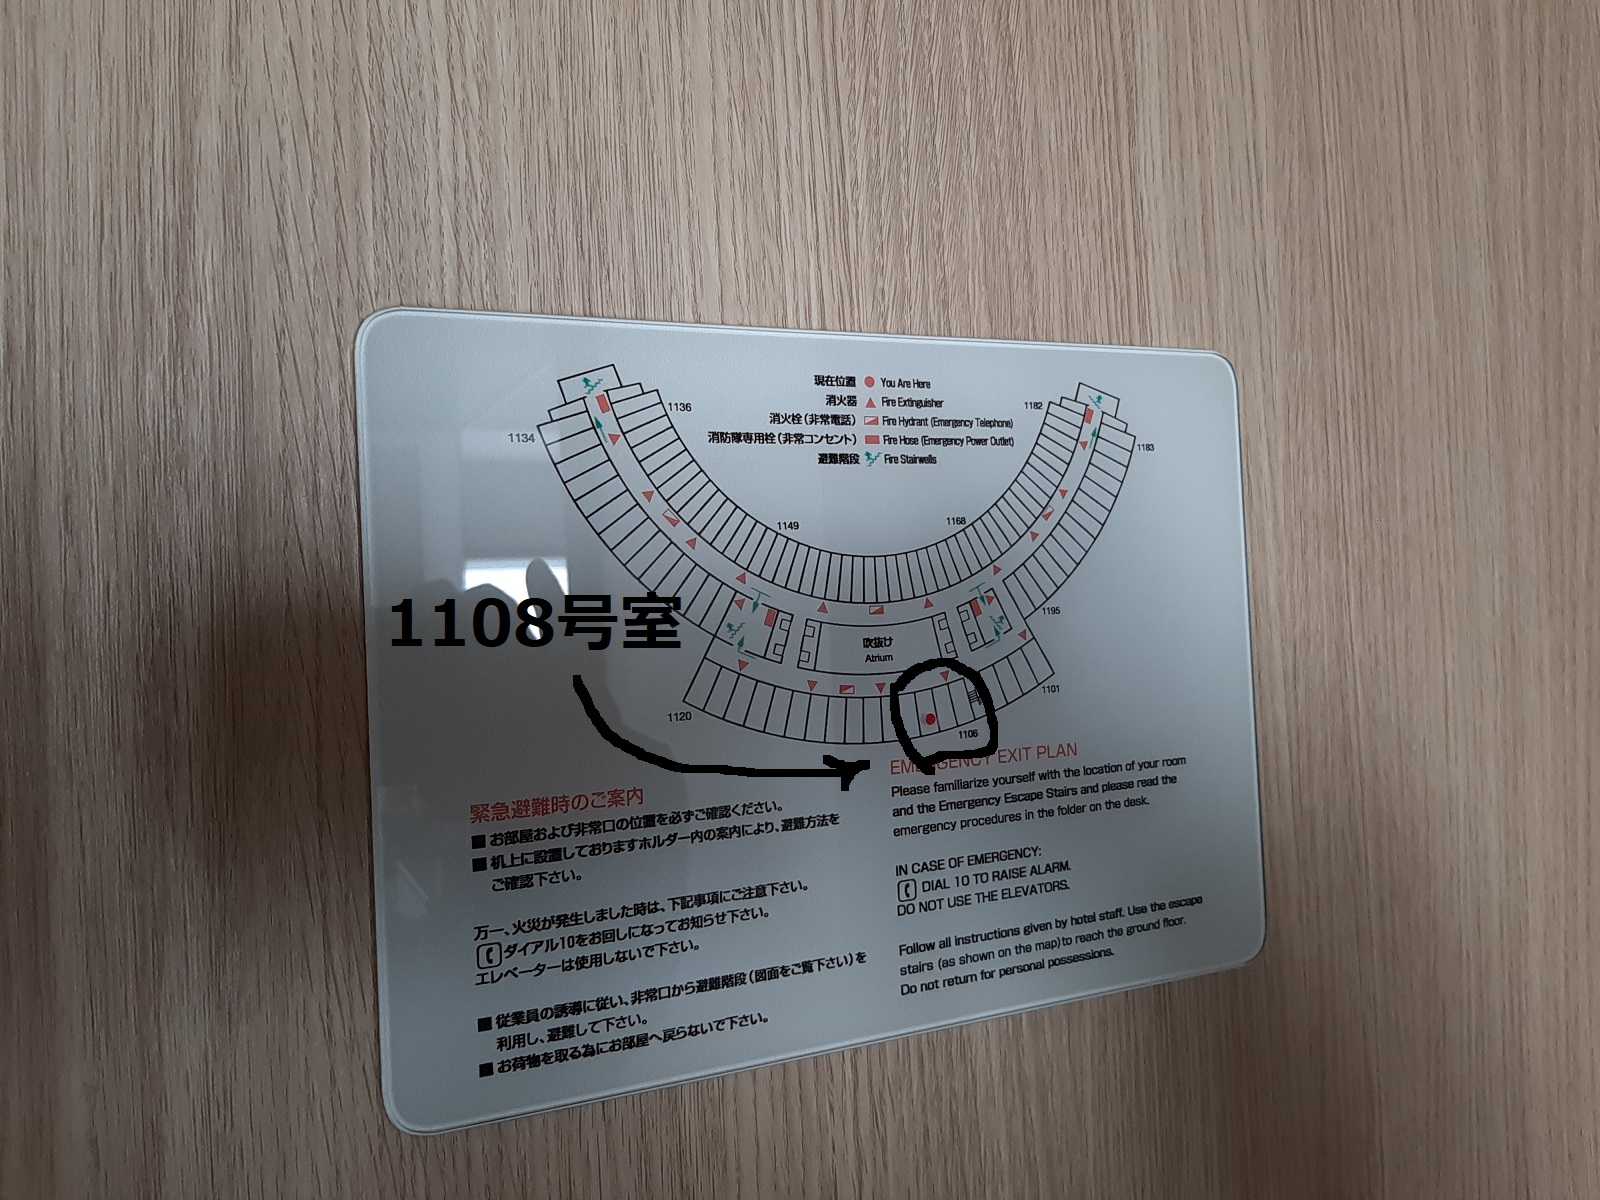 現在位置 You Are Here
消火器 Fire Extinguisher
消火栓（非常電話） Fire Hydrant (Emergency Telephone)
消防隊専用栓（非常コンセント） Fire Hose (Emergency Power Outlet)
避難階段 Fire Stairwells
1136
1134
1182
1183
1149
1168
1195
吹抜け
Atrium
1101
1120
1106
1108号室
緊急避難時のご案内
■ お部屋および非常口の位置を必ずご確認ください。
■ 机上に設置しておりますホルダー内の案内により、避難方法を
ご確認下さい。
万一、火災が発生しました時は、下記事項にご注意下さい。
ダイアル10をお回しになってお知らせ下さい。
エレベーターは使用しないで下さい。
■ 従業員の誘導に従い、非常口から避難階段（図面をご覧下さい）を
利用し、避難して下さい。
■ お荷物を取る為にお部屋へ戻らないで下さい。
EMERGENCY EXIT PLAN
Please familiarize yourself with the location of your room
and the Emergency Escape Stairs and please read the
emergency procedures in the folder on the desk.
IN CASE OF EMERGENCY:
DIAL 10 TO RAISE ALARM.
DO NOT USE THE ELEVATORS.
Follow all instructions given by hotel staff. Use the escape
stairs (as shown on the map) to reach the ground floor.
Do not return for personal possessions.